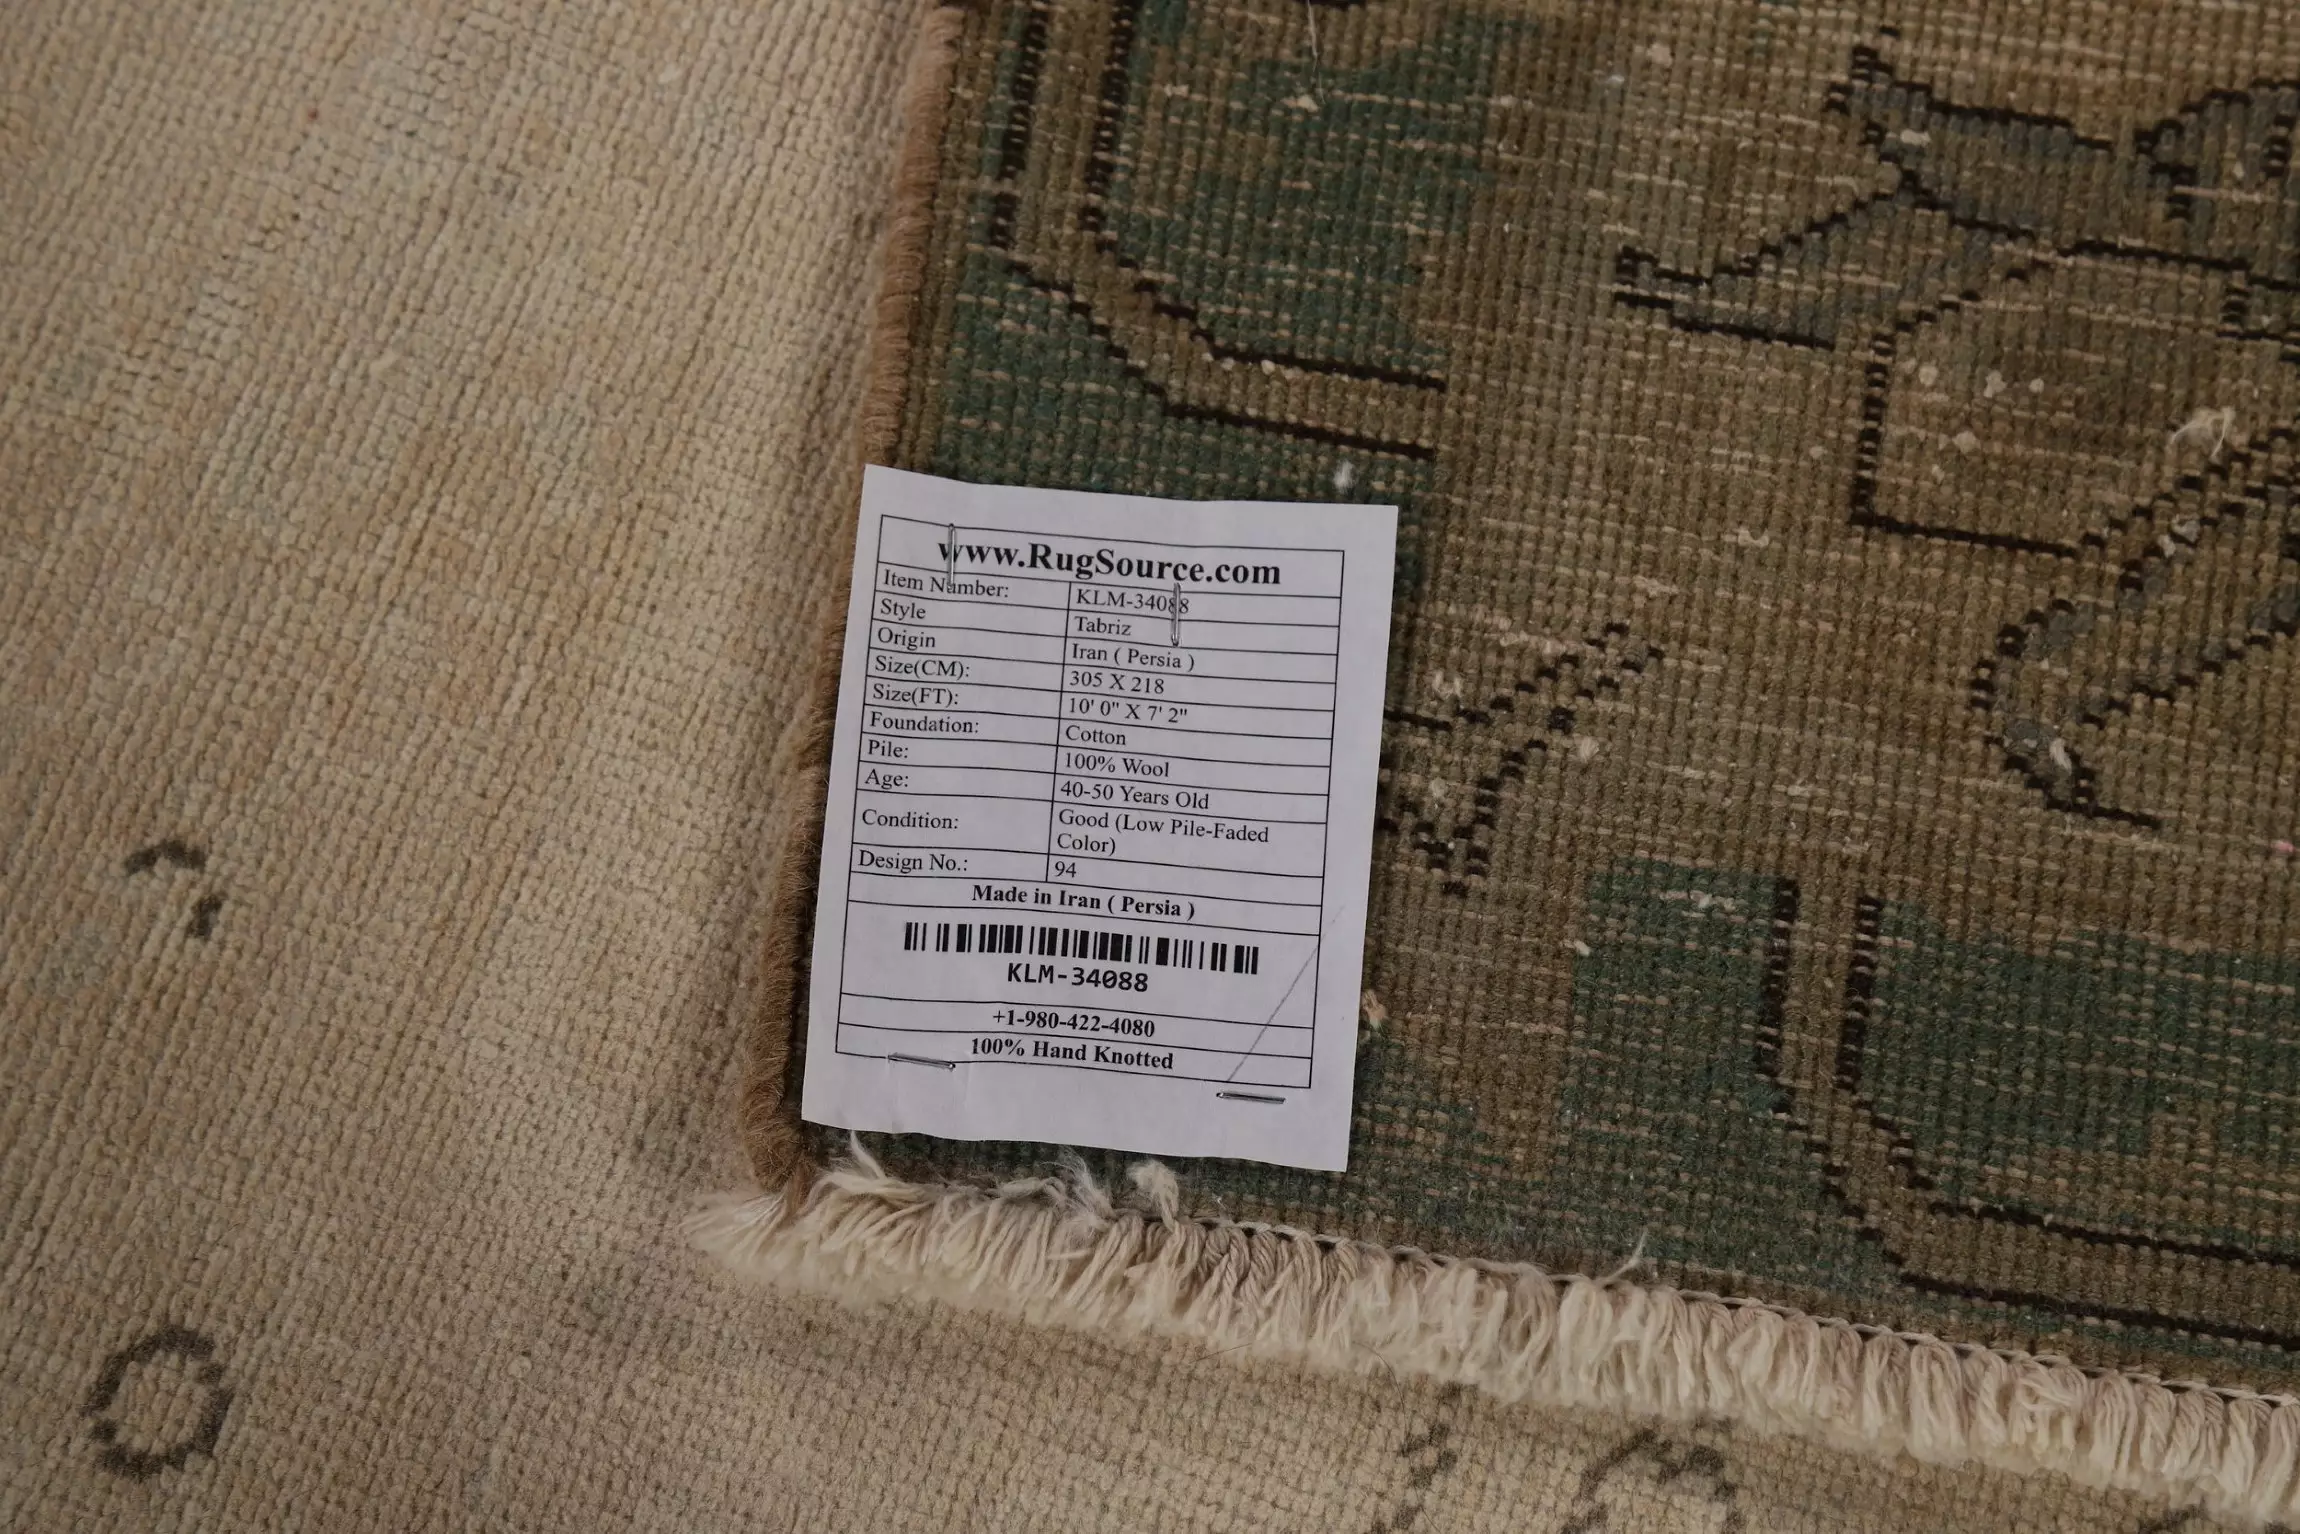 www.RugSource.com
Item Number: KLM-34088
Style Tabriz
Origin Iran ( Persia )
Size(CM): 305 X 218
Size(FT): 10' 0" X 7' 2"
Foundation: Cotton
Pile: 100% Wool
Age: 40-50 Years Old
Condition: Good (Low Pile-Faded
Color)
Design No.: 94
Made in Iran ( Persia )
KLM-34088
+1-980-422-4080
100% Hand Knotted